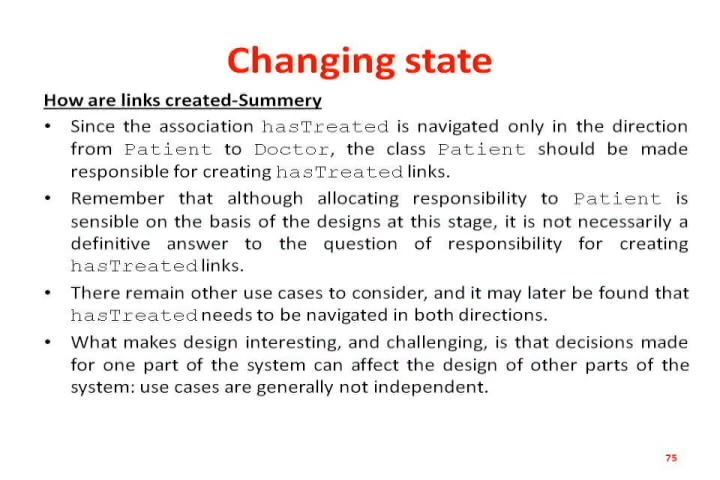 Changing state
How are links created-Summery
• Since the association hasTreated is navigated only in the direction
from Patient to Doctor, the class Patient should be made
responsible for creating hasTreated links.
• Remember that although allocating responsibility to Patient is
sensible on the basis of the designs at this stage, it is not necessarily a
definitive answer to the question of responsibility for creating
hasTreated links.
• There remain other use cases to consider, and it may later be found that
hasTreated needs to be navigated in both directions.
• What makes design interesting, and challenging, is that decisions made
for one part of the system can affect the design of other parts of the
system: use cases are generally not independent.
75